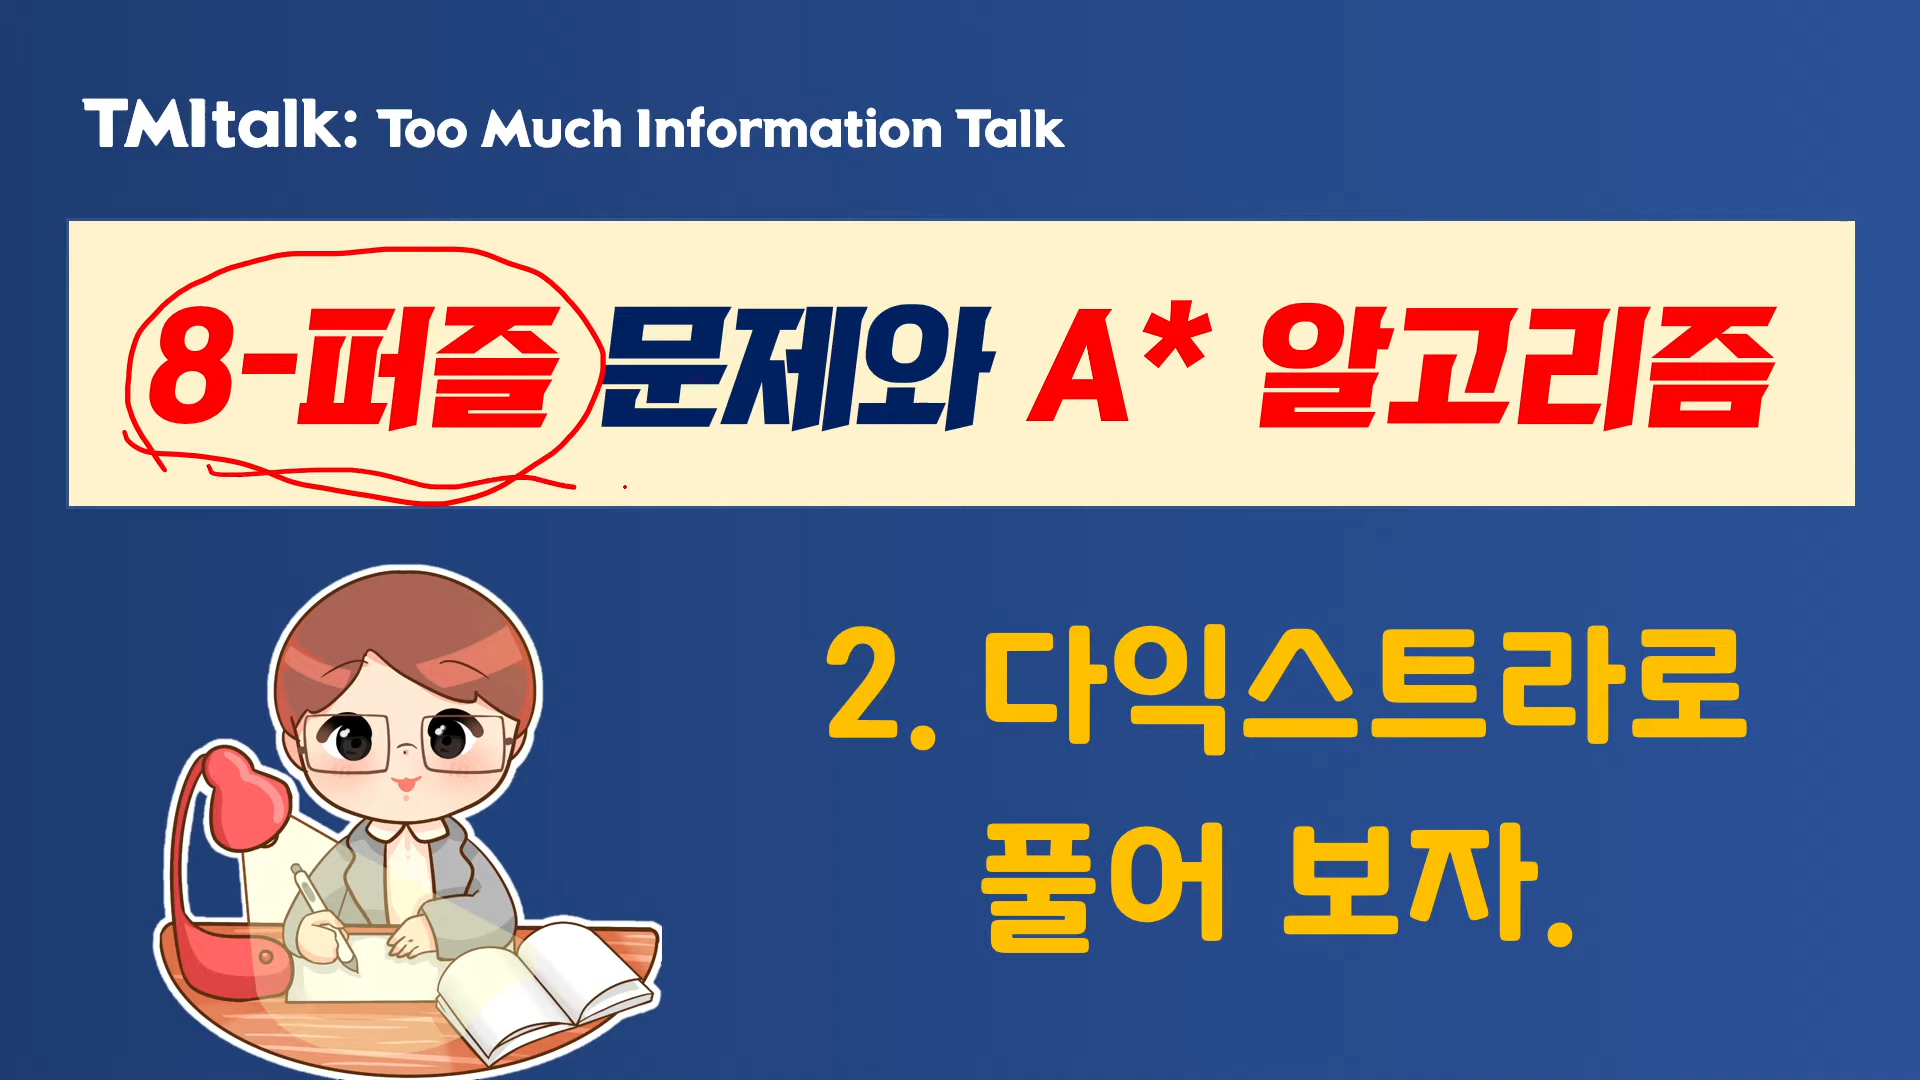 TMItalk: Too Much Information Talk
8-퍼즐 문제와 A* 알고리즘
2. 다익스트라로
풀어 보자.